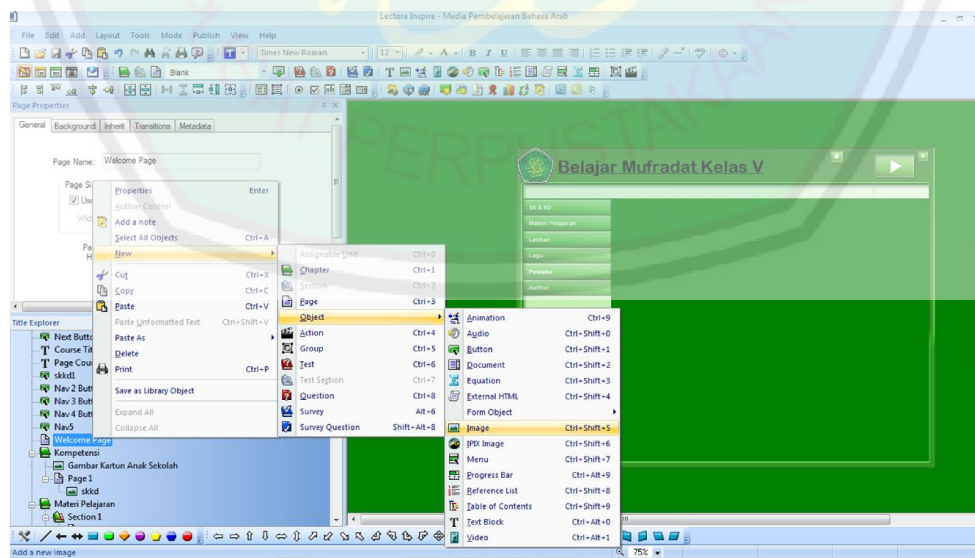 Lectora Inspire - Media Pembelajaran Bahasa Arab
File Edit Add Layout Tools Mode Publish View Help
Times New Roman 12 B I U
Blank
Page Properties
General Background Inherit Transitions Metadata
Page Name: Welcome Page
Page Si
Use
Wid
Properties Enter
Author Control
Add a note
Select All Objects Ctrl+A
New
Cut Ctrl+X
Copy Ctrl+C
Paste Ctrl+V
Paste Unformatted Text Ctrl+Shift+V
Paste As
Delete
Print Ctrl+P
Save as Library Object
Expand All
Collapse All
Assignable Unit Ctrl+0
Chapter Ctrl+1
Section Ctrl+2
Page Ctrl+3
Object
Action Ctrl+4
Group Ctrl+5
Test Ctrl+6
Test Section Ctrl+7
Question Ctrl+8
Survey Alt+6
Survey Question Shift+Alt+8
Animation Ctrl+9
Audio Ctrl+Shift+0
Button Ctrl+Shift+1
Document Ctrl+Shift+2
Equation Ctrl+Shift+3
External HTML Ctrl+Shift+4
Form Object
Image Ctrl+Shift+5
IPIX Image Ctrl+Shift+6
Menu Ctrl+Shift+7
Progress Bar Ctrl+Alt+9
Reference List Ctrl+Shift+8
Table of Contents Ctrl+Shift+9
Text Block Ctrl+Alt+0
Video Ctrl+Alt+1
Title Explorer
Next Butto
Course Tit
Page Cour
skkd1
Nav 2 Butt
Nav 3 Butt
Nav 4 Butt
Nav5
Welcome Page
Kompetensi
Gambar Kartun Anak Sekolah
Page 1
skkd
Materi Pelajaran
Section 1
Belajar Mufradat Kelas V
SK & KD
Materi Pelajaran
Latihan
Lagu
Pustaka
Author
Add a new image
75%
PERPUSTAKAAN